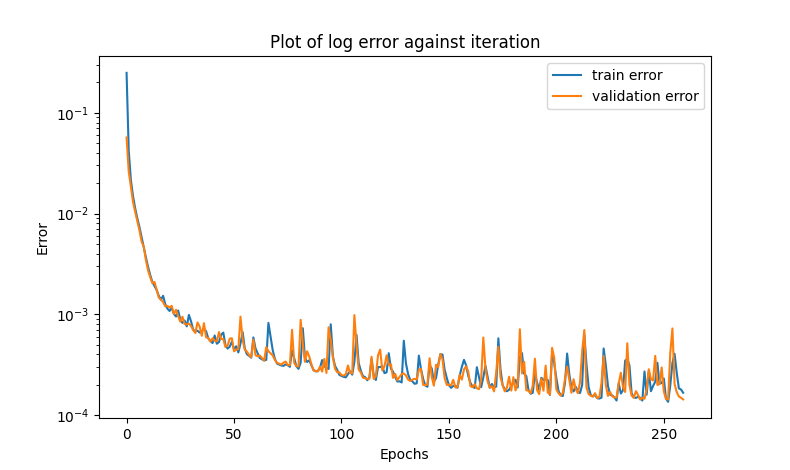 Plot of log error against iteration
train error
validation error
Error
10⁻¹
10⁻²
10⁻³
10⁻⁴
0 50 100 150 200 250
Epochs